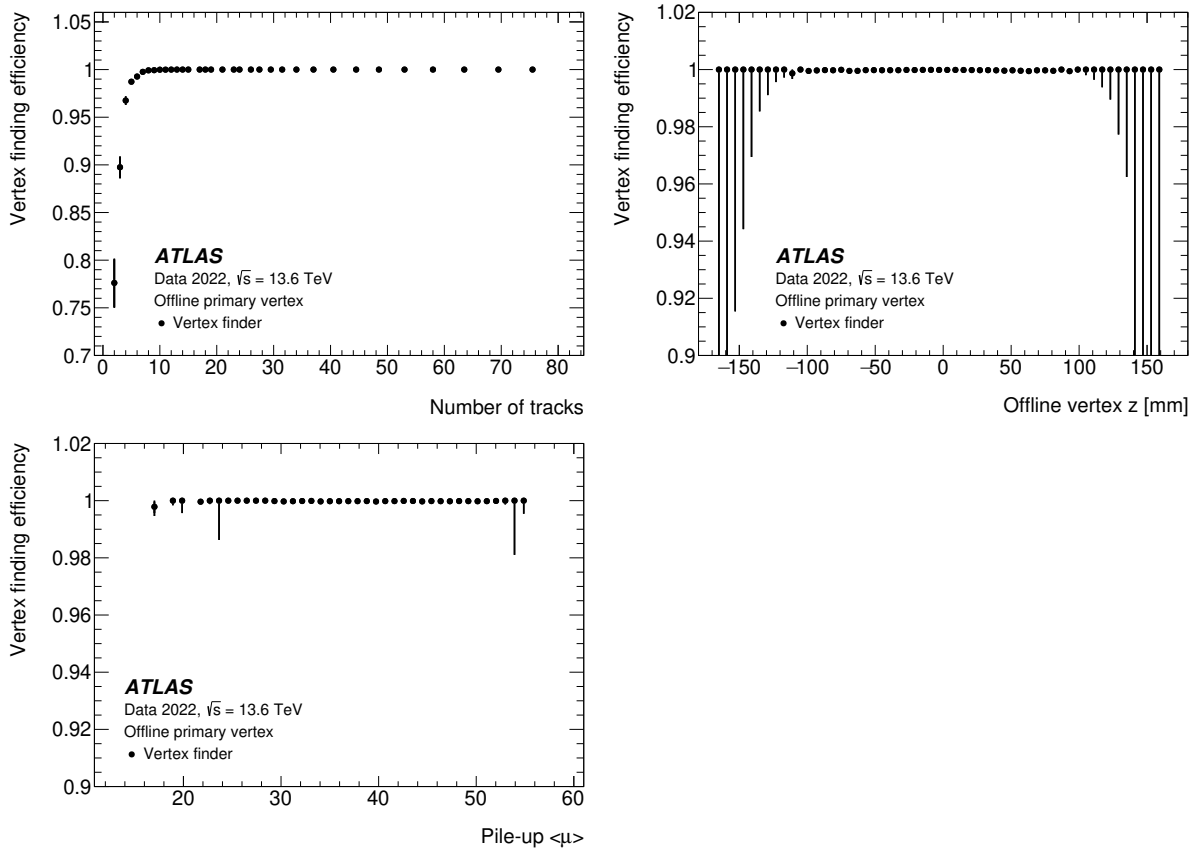 Vertex finding efficiency
1.05
1
0.95
0.9
0.85
0.8
0.75
0.7
ATLAS
Data 2022, √s = 13.6 TeV
Offline primary vertex
Vertex finder
0 10 20 30 40 50 60 70 80
Number of tracks
Vertex finding efficiency
1.02
1
0.98
0.96
0.94
0.92
0.9
ATLAS
Data 2022, √s = 13.6 TeV
Offline primary vertex
Vertex finder
−150 −100 −50 0 50 100 150
Offline vertex z [mm]
Vertex finding efficiency
1.02
1
0.98
0.96
0.94
0.92
0.9
ATLAS
Data 2022, √s = 13.6 TeV
Offline primary vertex
Vertex finder
20 30 40 50 60
Pile-up <μ>